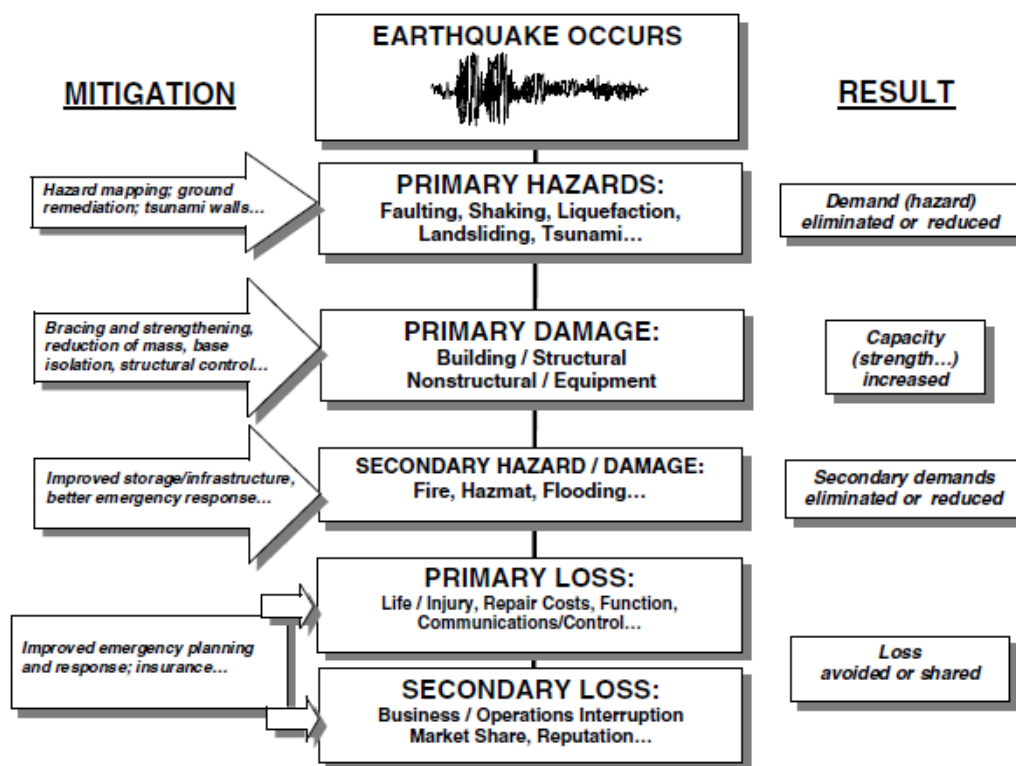 EARTHQUAKE OCCURS
MITIGATION
RESULT
Hazard mapping; ground
remediation; tsunami walls…
PRIMARY HAZARDS:
Faulting, Shaking, Liquefaction,
Landsliding, Tsunami…
Demand (hazard)
eliminated or reduced
Bracing and strengthening,
reduction of mass, base
isolation, structural control…
PRIMARY DAMAGE:
Building / Structural
Nonstructural / Equipment
Capacity
(strength…)
increased
Improved storage/infrastructure,
better emergency response…
SECONDARY HAZARD / DAMAGE:
Fire, Hazmat, Flooding…
Secondary demands
eliminated or reduced
PRIMARY LOSS:
Life / Injury, Repair Costs, Function,
Communications/Control…
Improved emergency planning
and response; insurance…
Loss
avoided or shared
SECONDARY LOSS:
Business / Operations Interruption
Market Share, Reputation…